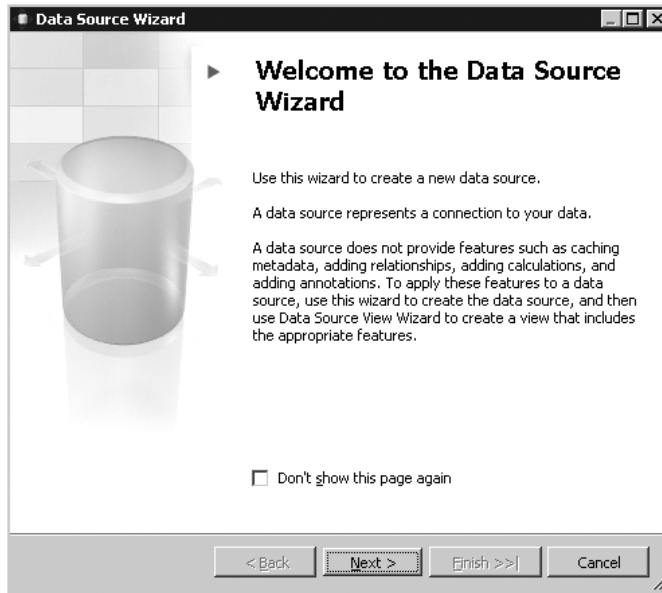 Data Source Wizard
Welcome to the Data Source
Wizard
Use this wizard to create a new data source.
A data source represents a connection to your data.
A data source does not provide features such as caching
metadata, adding relationships, adding calculations, and
adding annotations. To apply these features to a data
source, use this wizard to create the data source, and then
use Data Source View Wizard to create a view that includes
the appropriate features.
Don't show this page again
< Back Next > Finish >>| Cancel